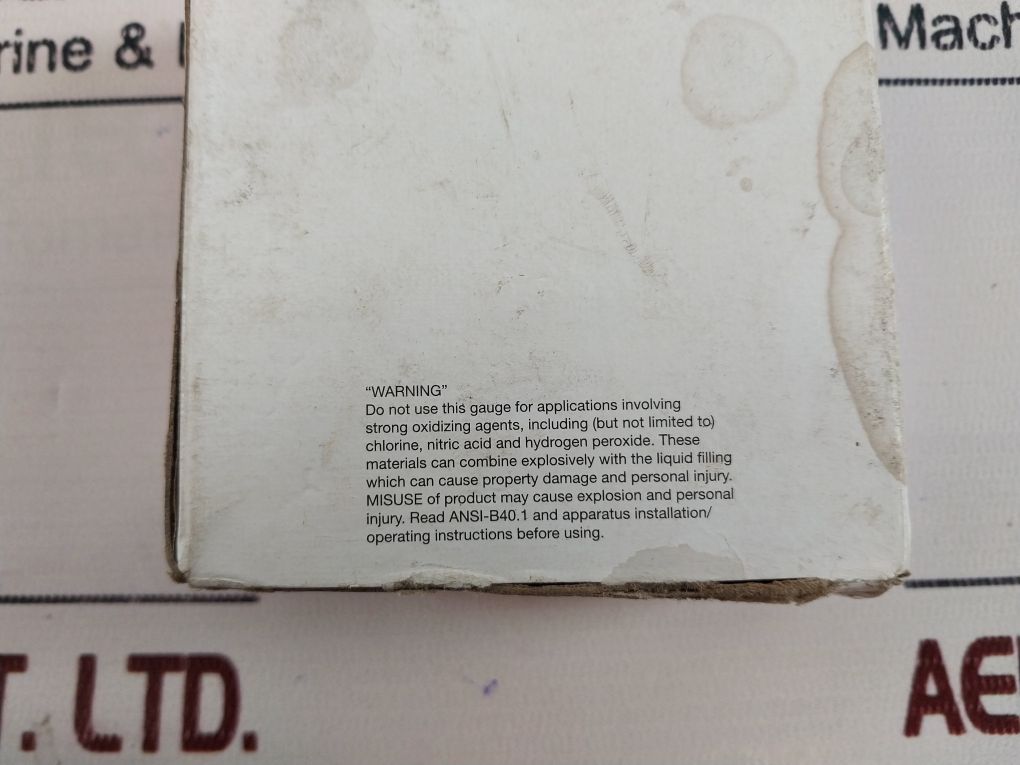 rine &
Mach
"WARNING"
Do not use this gauge for applications involving
strong oxidizing agents, including (but not limited to)
chlorine, nitric acid and hydrogen peroxide. These
materials can combine explosively with the liquid filling
which can cause property damage and personal injury.
MISUSE of product may cause explosion and personal
injury. Read ANSI-B40.1 and apparatus installation/
operating instructions before using.
T. LTD.
AE